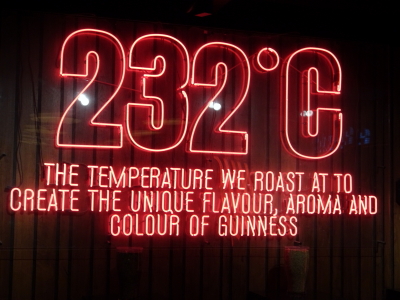 232°C
THE TEMPERATURE WE ROAST AT TO
CREATE THE UNIQUE FLAVOUR, AROMA AND
COLOUR OF GUINNESS